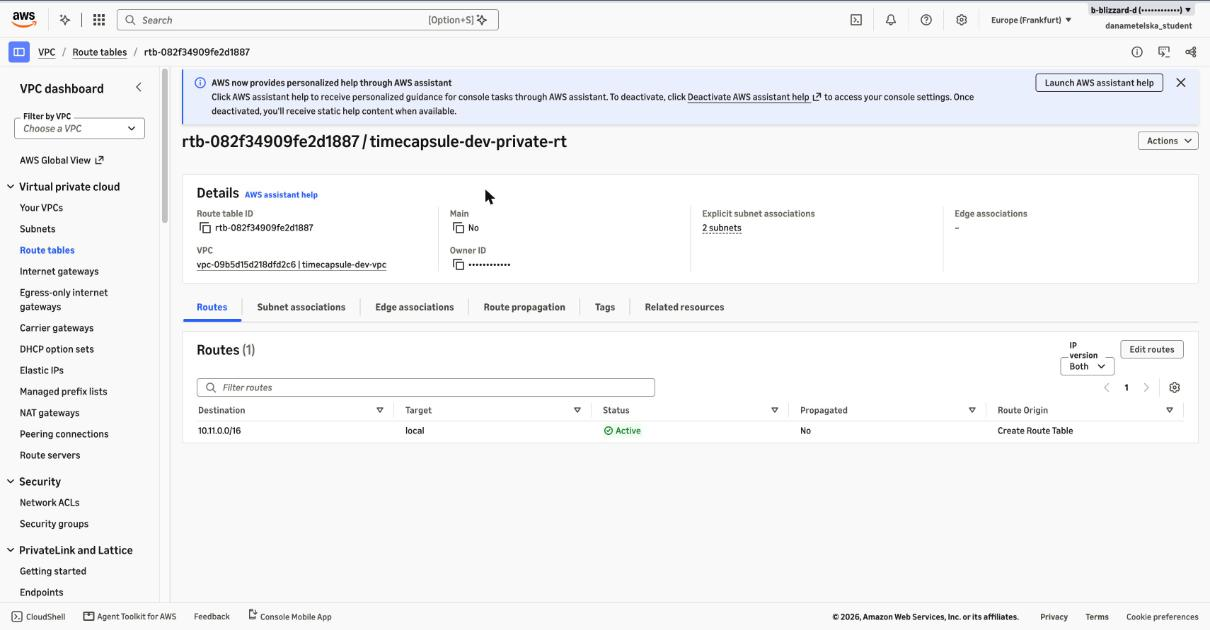 aws
Search
[Option+S]
Europe (Frankfurt)
b-blizzard-d (••••••••••••)
danametelska_student
VPC / Route tables / rtb-082f34909fe2d1887
VPC dashboard
Filter by VPC
Choose a VPC
AWS Global View
Virtual private cloud
Your VPCs
Subnets
Route tables
Internet gateways
Egress-only internet
gateways
Carrier gateways
DHCP option sets
Elastic IPs
Managed prefix lists
NAT gateways
Peering connections
Route servers
Security
Network ACLs
Security groups
PrivateLink and Lattice
Getting started
Endpoints
AWS now provides personalized help through AWS assistant
Click AWS assistant help to receive personalized guidance for console tasks through AWS assistant. To deactivate, click Deactivate AWS assistant help to access your console settings. Once
deactivated, you'll receive static help content when available.
Launch AWS assistant help
rtb-082f34909fe2d1887 / timecapsule-dev-private-rt
Actions
Details AWS assistant help
Route table ID
rtb-082f34909fe2d1887
Main
No
Explicit subnet associations
2 subnets
Edge associations
–
VPC
vpc-09b5d15d218dfd2c6 | timecapsule-dev-vpc
Owner ID
••••••••••••
Routes
Subnet associations
Edge associations
Route propagation
Tags
Related resources
Routes (1)
IP
version
Both
Edit routes
Filter routes
1
Destination Target Status Propagated Route Origin
10.11.0.0/16 local Active No Create Route Table
CloudShell
Agent Toolkit for AWS
Feedback
Console Mobile App
© 2026, Amazon Web Services, Inc. or its affiliates.
Privacy
Terms
Cookie preferences